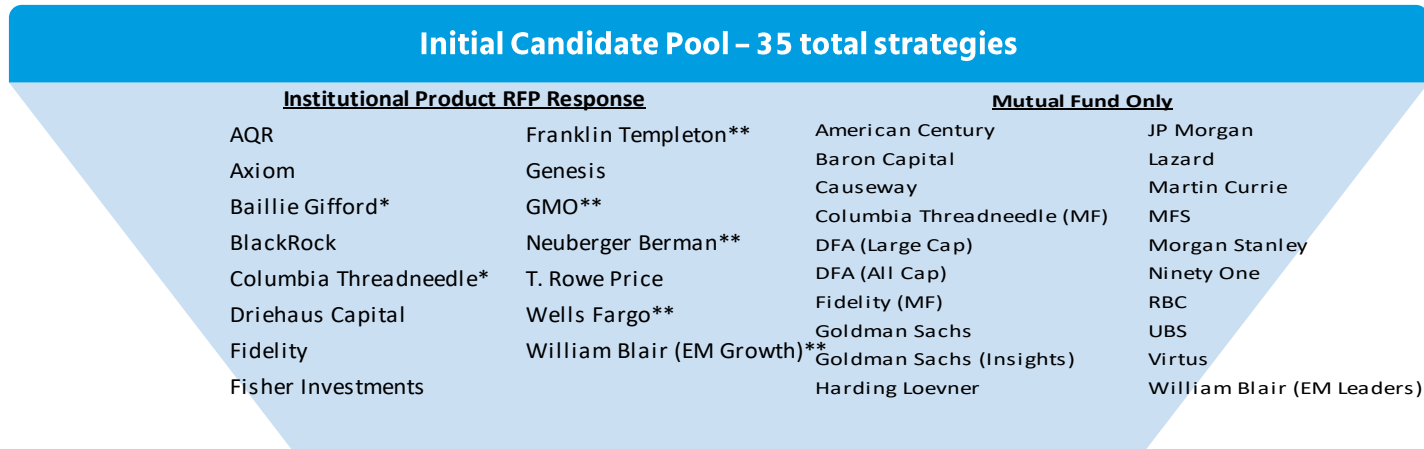 Initial Candidate Pool – 35 total strategies
Institutional Product RFP Response
AQR
Axiom
Baillie Gifford*
BlackRock
Columbia Threadneedle*
Driehaus Capital
Fidelity
Fisher Investments
Franklin Templeton**
Genesis
GMO**
Neuberger Berman**
T. Rowe Price
Wells Fargo**
William Blair (EM Growth)**
Mutual Fund Only
American Century
Baron Capital
Causeway
Columbia Threadneedle (MF)
DFA (Large Cap)
DFA (All Cap)
Fidelity (MF)
Goldman Sachs
Goldman Sachs (Insights)
Harding Loevner
JP Morgan
Lazard
Martin Currie
MFS
Morgan Stanley
Ninety One
RBC
UBS
Virtus
William Blair (EM Leaders)